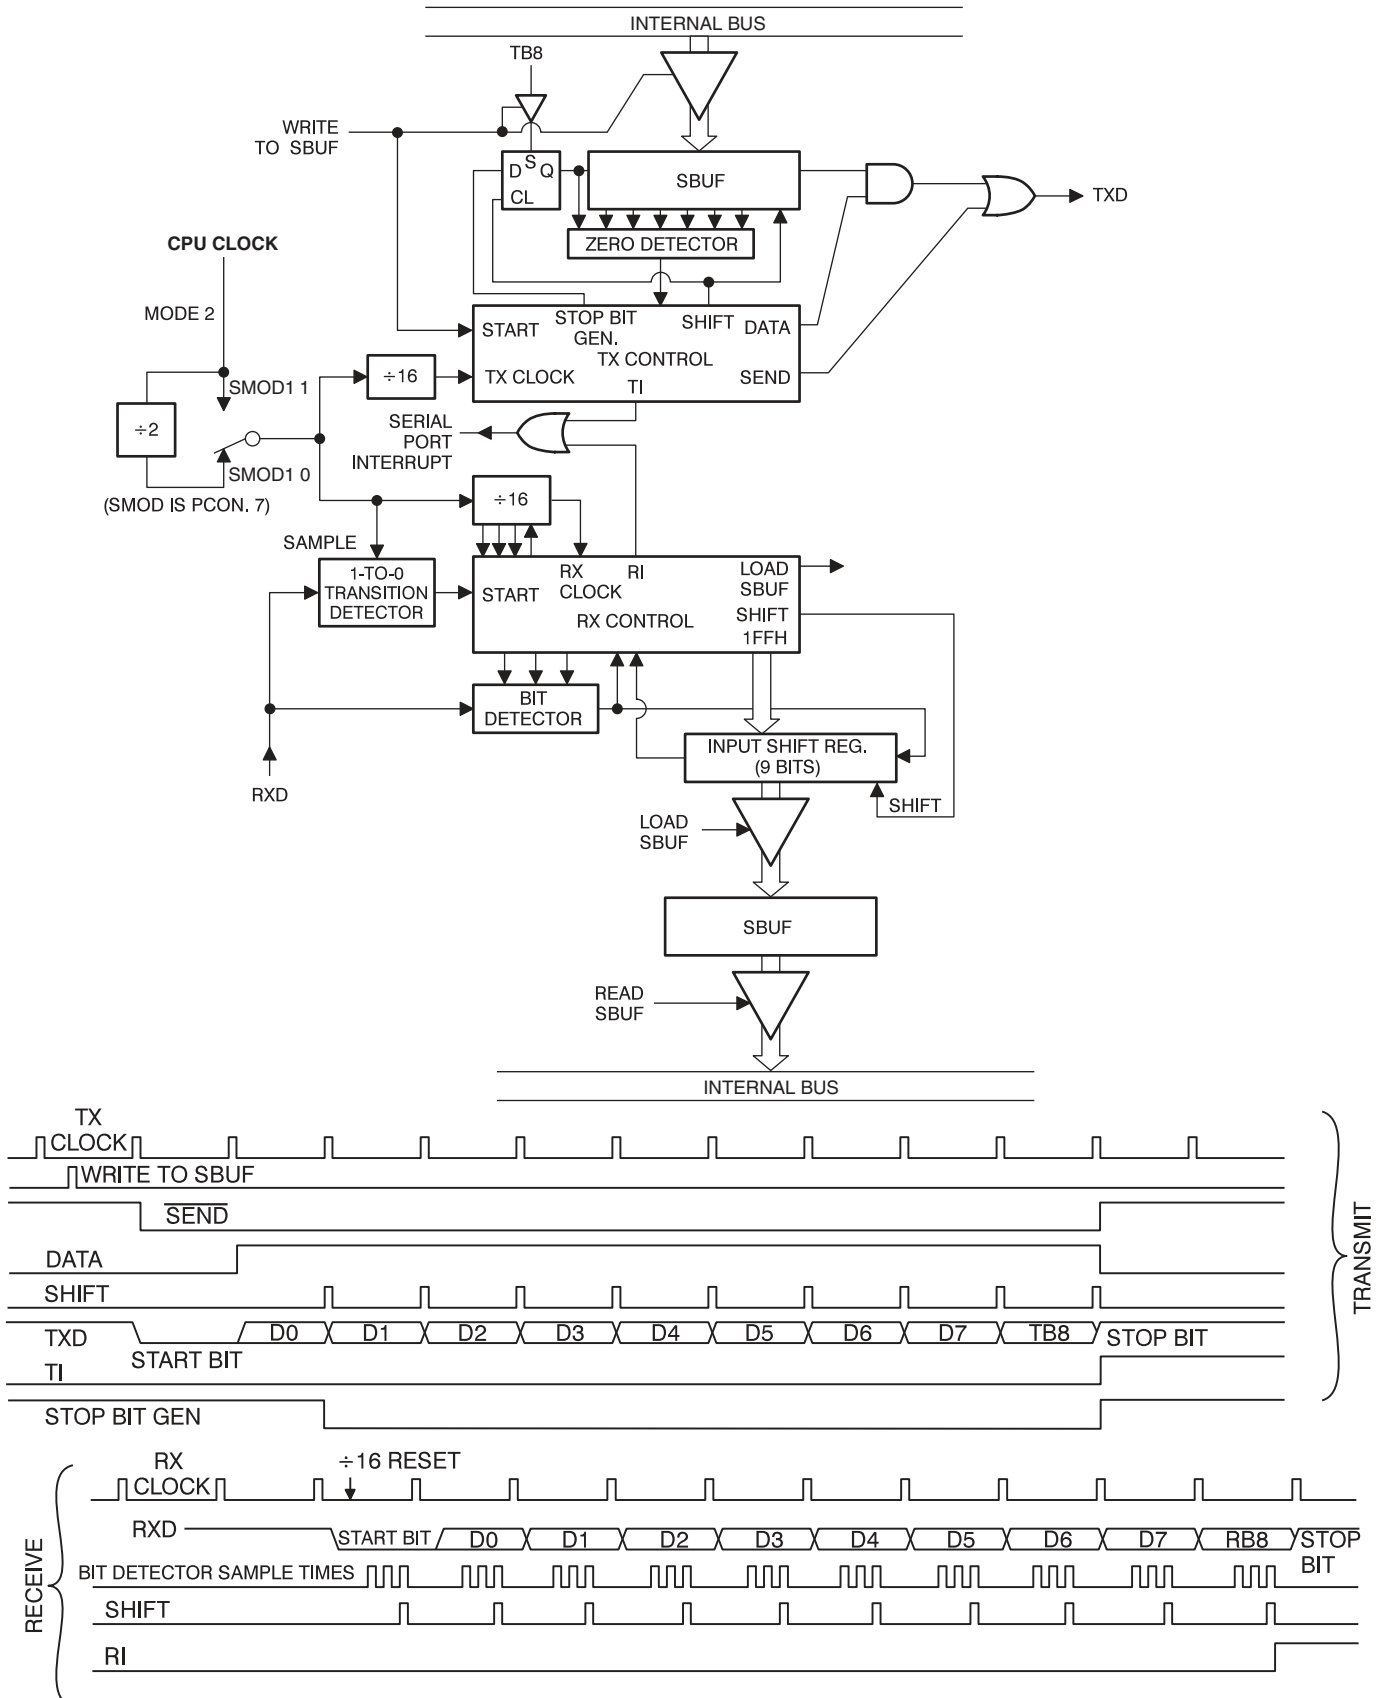 INTERNAL BUS
TB8
WRITE
TO SBUF
D S Q
CL
SBUF
TXD
ZERO DETECTOR
CPU CLOCK
MODE 2
START
STOP BIT
GEN.
SHIFT
DATA
TX CONTROL
÷16
TX CLOCK
TI
SEND
SMOD1 1
÷2
SMOD1 0
(SMOD IS PCON. 7)
SERIAL
PORT
INTERRUPT
÷16
SAMPLE
1-TO-0
TRANSITION
DETECTOR
START
RX
CLOCK
RI
LOAD
SBUF
SHIFT
RX CONTROL
1FFH
BIT
DETECTOR
INPUT SHIFT REG.
(9 BITS)
RXD
SHIFT
LOAD
SBUF
SBUF
READ
SBUF
INTERNAL BUS
TX
CLOCK
WRITE TO SBUF
SEND
DATA
SHIFT
TXD
START BIT
D0 D1 D2 D3 D4 D5 D6 D7 TB8
STOP BIT
TI
STOP BIT GEN
TRANSMIT
RX
CLOCK
÷16 RESET
RXD
START BIT D0 D1 D2 D3 D4 D5 D6 D7 RB8 STOP
BIT
BIT DETECTOR SAMPLE TIMES
SHIFT
RI
RECEIVE